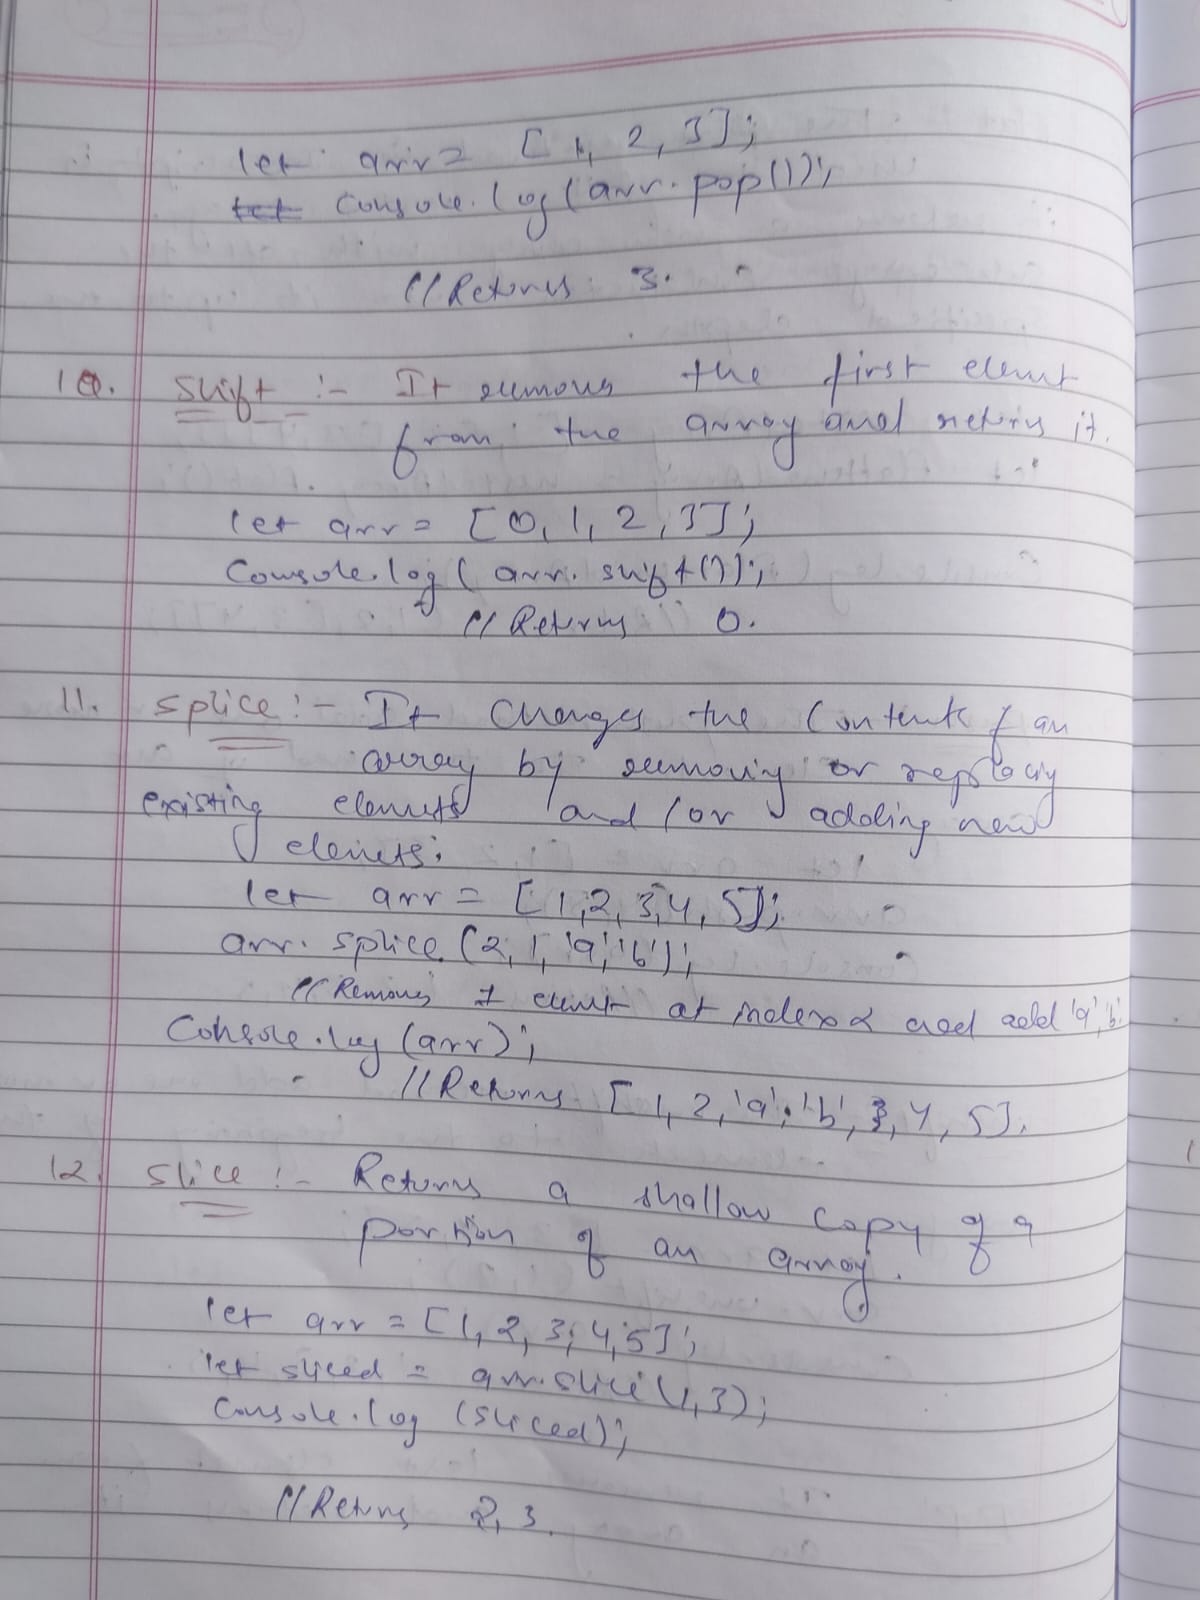 let arr = [1, 2, 3];
let console.log(arr.pop());
//Returns 3.
10. Shift :- It removes the first element
from the array and returns it.
let arr = [0, 1, 2, 3];
Console.log( arr.shift());
// Returns 0.
11. Splice :- It Changes the Contents of an
array by removing or replacing
existing elements and/or adding new
elements.
let arr = [1,2,3,4,5];
arr.splice(2, 1, 'a', 'b');
//Removes 1 element at index 2 and add 'a', 'b'.
Console.log(arr);
//Returns [1, 2, 'a', 'b', 3, 4, 5].
12. Slice :- Returns a shallow copy of a
portion of an array.
let arr = [1, 2, 3, 4, 5];
let sliced = arr.slice(1,3);
Console.log (sliced);
//Returns 2, 3.